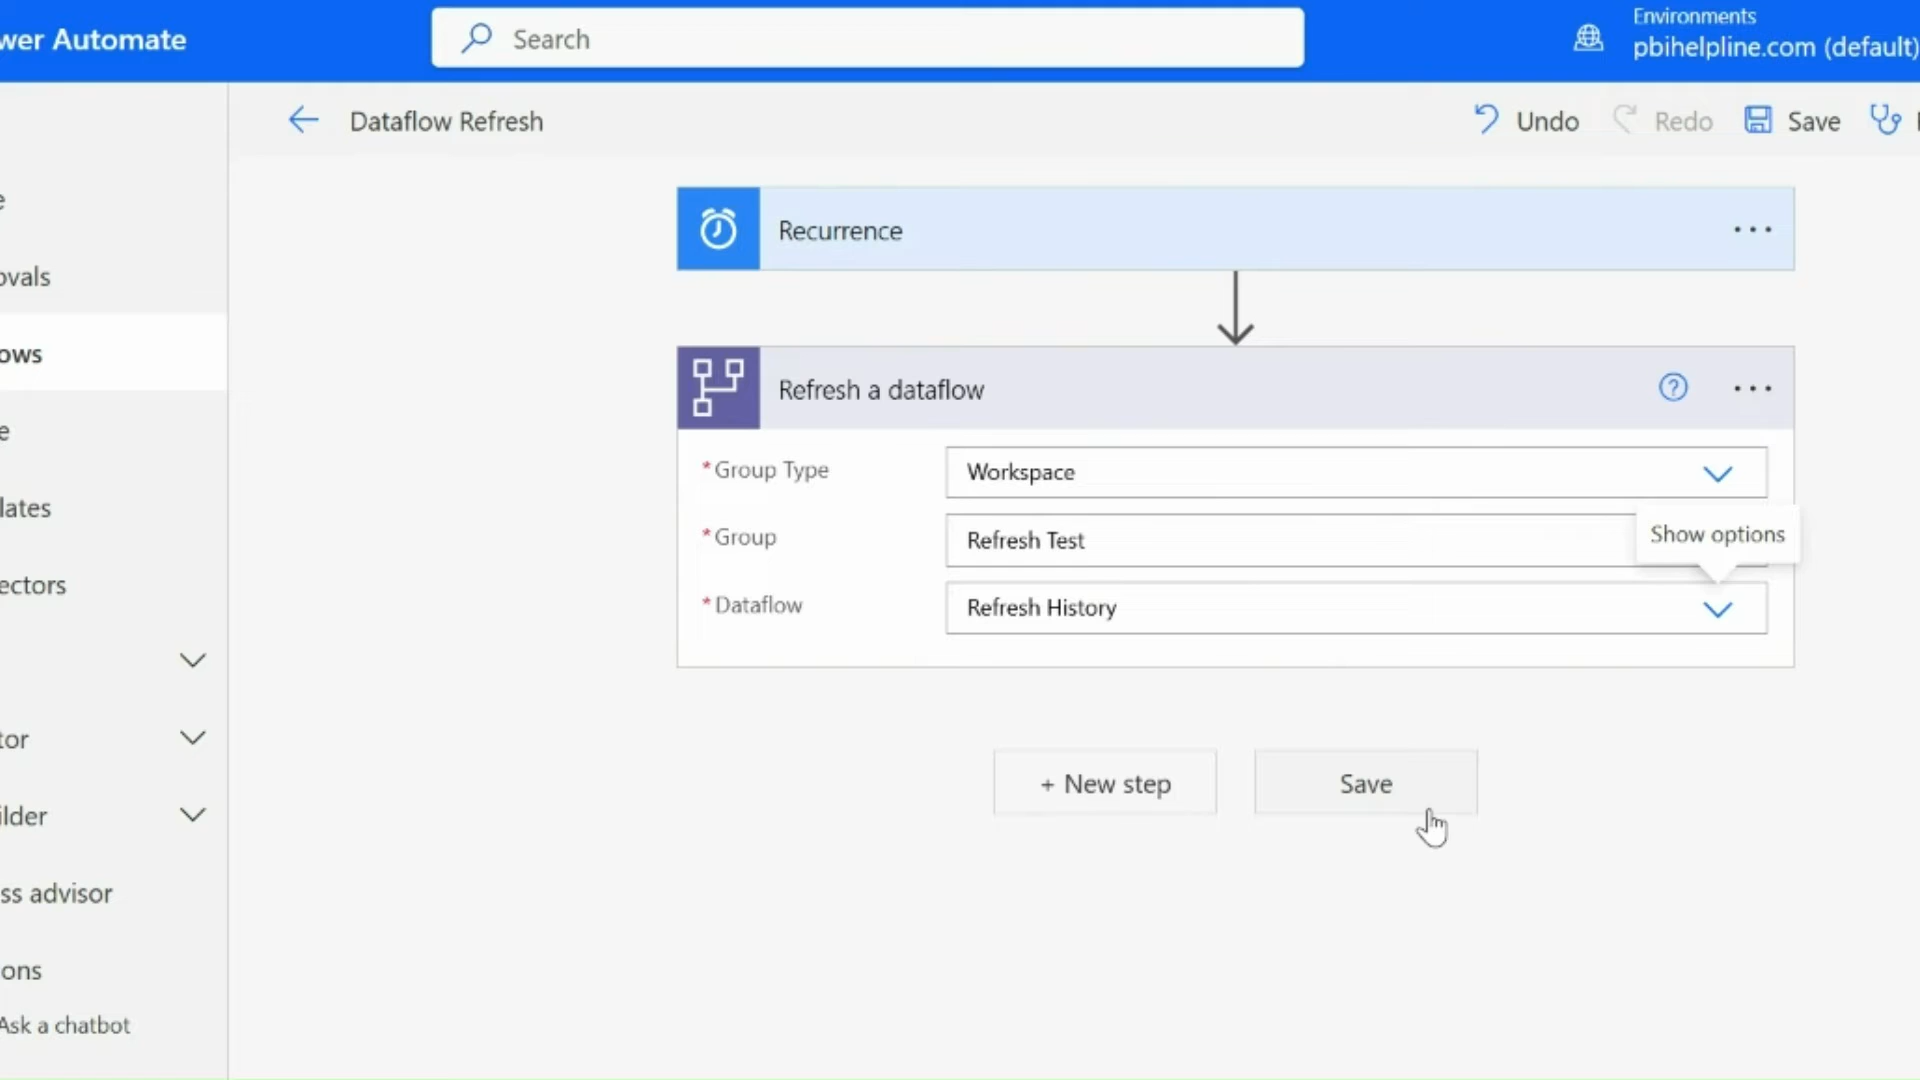 wer Automate
Search
Environments
pbihelpline.com (default)
Dataflow Refresh
Undo
Redo
Save
e
ovals
ows
e
lates
ectors
tor
ilder
ss advisor
ons
Ask a chatbot
Recurrence
Refresh a dataflow
* Group Type
Workspace
* Group
Refresh Test
Show options
* Dataflow
Refresh History
+ New step
Save